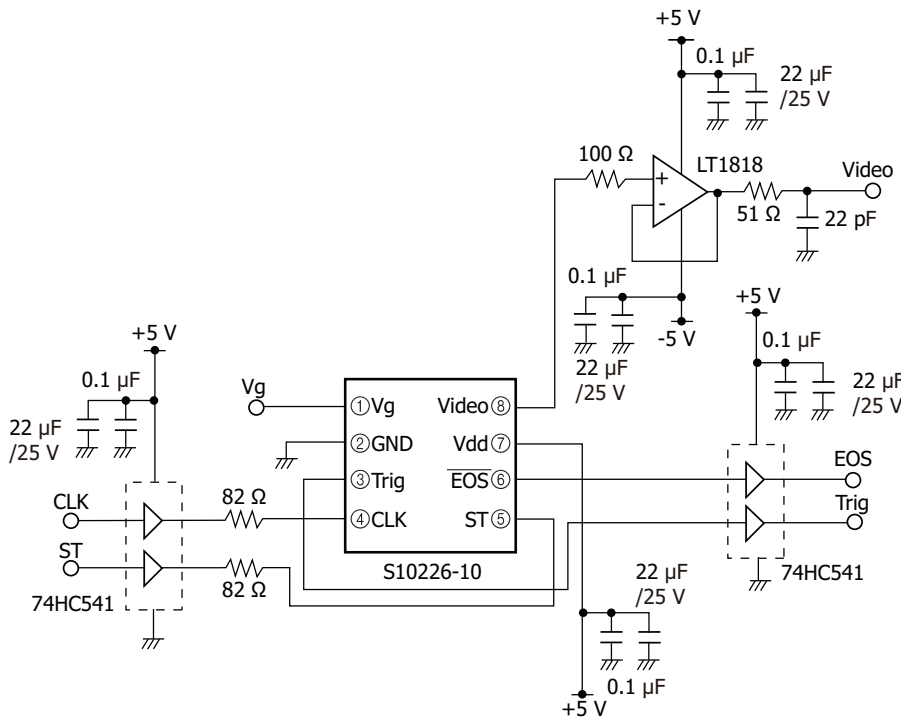 +5 V
0.1 μF
22 μF
/25 V
LT1818
100 Ω
+
-
Video
51 Ω
22 pF
0.1 μF
22 μF
/25 V
-5 V
+5 V
0.1 μF
22 μF
/25 V
+5 V
0.1 μF
22 μF
/25 V
Vg
①Vg
②GND
③Trig
④CLK
Video⑧
Vdd⑦
EOS⑥
ST⑤
S10226-10
CLK
ST
82 Ω
82 Ω
74HC541
EOS
Trig
74HC541
22 μF
/25 V
0.1 μF
+5 V